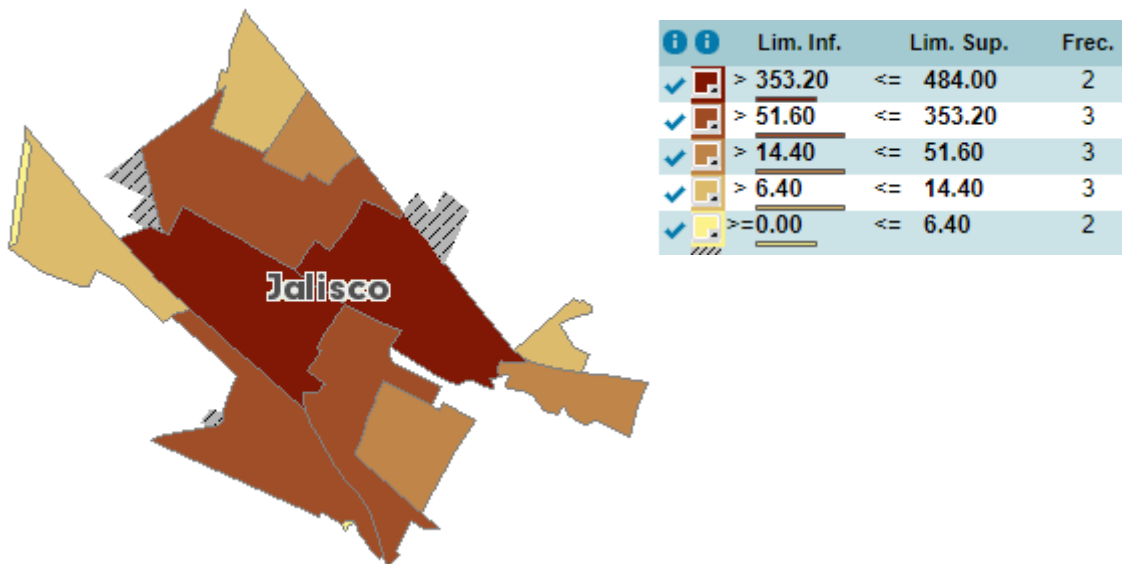 Jalisco
i i Lim. Inf. Lim. Sup. Frec.
> 353.20 <= 484.00 2
> 51.60 <= 353.20 3
> 14.40 <= 51.60 3
> 6.40 <= 14.40 3
>=0.00 <= 6.40 2